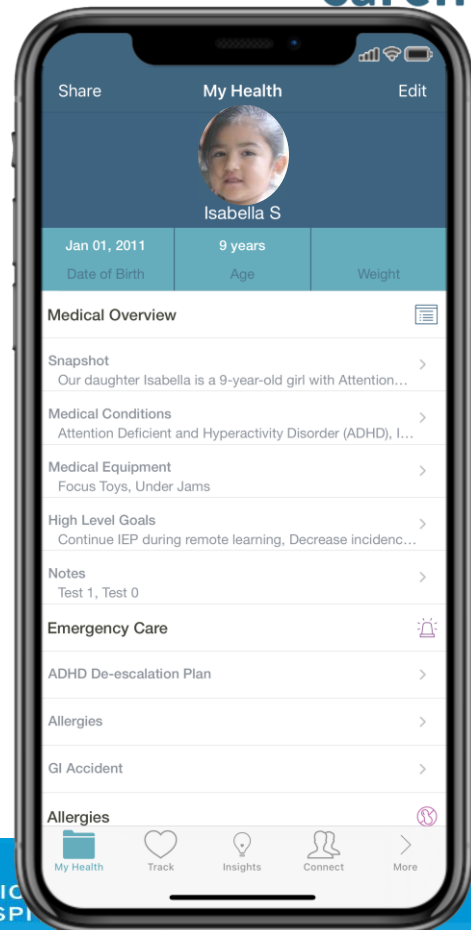 Share My Health Edit
Isabella S
Jan 01, 2011 9 years
Date of Birth Age Weight
Medical Overview
Snapshot
Our daughter Isabella is a 9-year-old girl with Attention...
Medical Conditions
Attention Deficient and Hyperactivity Disorder (ADHD), I...
Medical Equipment
Focus Toys, Under Jams
High Level Goals
Continue IEP during remote learning, Decrease incidenc...
Notes
Test 1, Test 0
Emergency Care
ADHD De-escalation Plan
Allergies
GI Accident
Allergies
My Health Track Insights Connect More